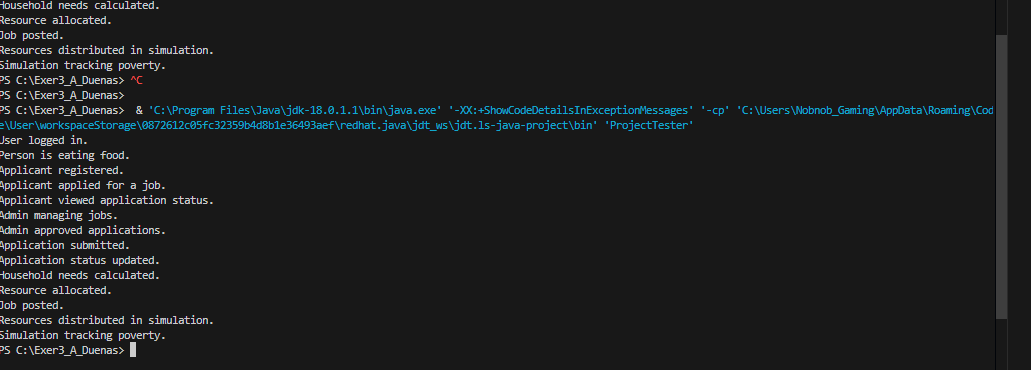 Household needs calculated.
Resource allocated.
Job posted.
Resources distributed in simulation.
Simulation tracking poverty.
PS C:\Exer3_A_Duenas> ^C
PS C:\Exer3_A_Duenas>
PS C:\Exer3_A_Duenas>  & 'C:\Program Files\Java\jdk-18.0.1.1\bin\java.exe' '-XX:+ShowCodeDetailsInExceptionMessages' '-cp' 'C:\Users\Nobnob_Gaming\AppData\Roaming\Cod
e\User\workspaceStorage\0872612c05fc32359b4d8b1e36493aef\redhat.java\jdt_ws\jdt.ls-java-project\bin' 'ProjectTester'
User logged in.
Person is eating food.
Applicant registered.
Applicant applied for a job.
Applicant viewed application status.
Admin managing jobs.
Admin approved applications.
Application submitted.
Application status updated.
Household needs calculated.
Resource allocated.
Job posted.
Resources distributed in simulation.
Simulation tracking poverty.
PS C:\Exer3_A_Duenas>